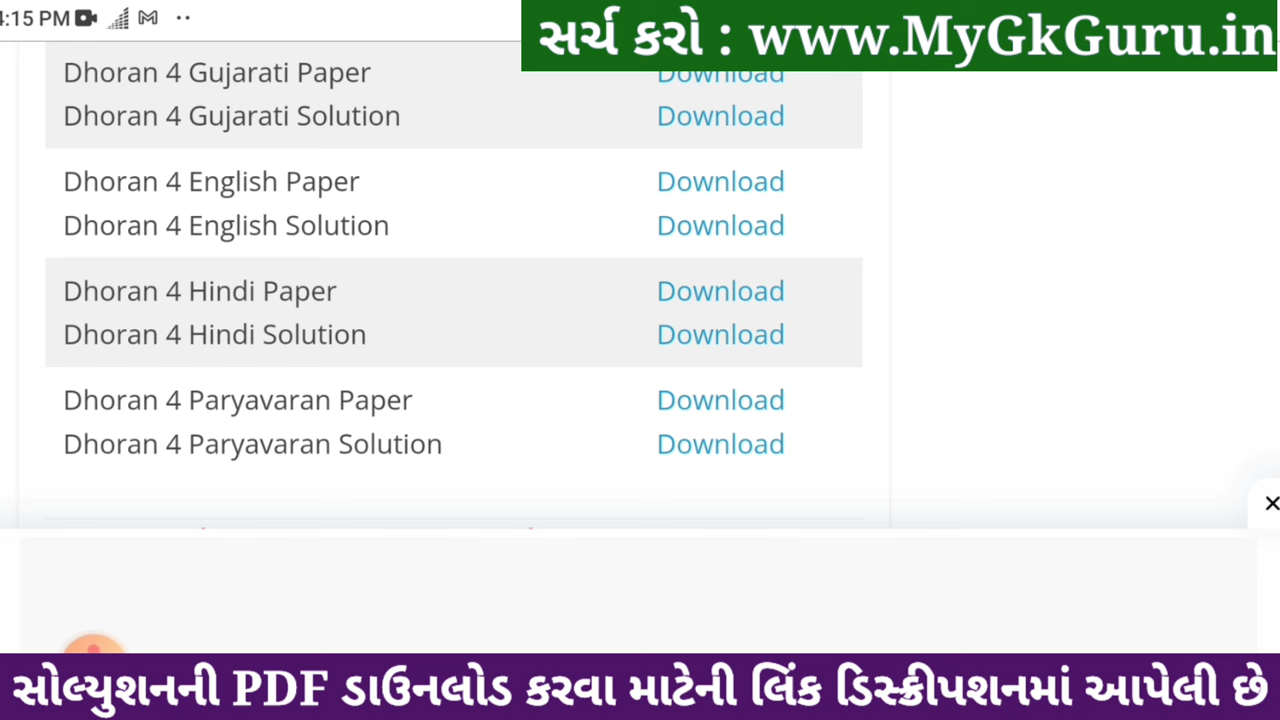 4:15 PM
સર્ચ કરો : www.MyGkGuru.in
Dhoran 4 Gujarati Paper Download
Dhoran 4 Gujarati Solution Download
Dhoran 4 English Paper Download
Dhoran 4 English Solution Download
Dhoran 4 Hindi Paper Download
Dhoran 4 Hindi Solution Download
Dhoran 4 Paryavaran Paper Download
Dhoran 4 Paryavaran Solution Download
સોલ્યુશનની PDF ડાઉનલોડ કરવા માટેની લિંક ડિસ્ક્રીપશનમાં આપેલી છે